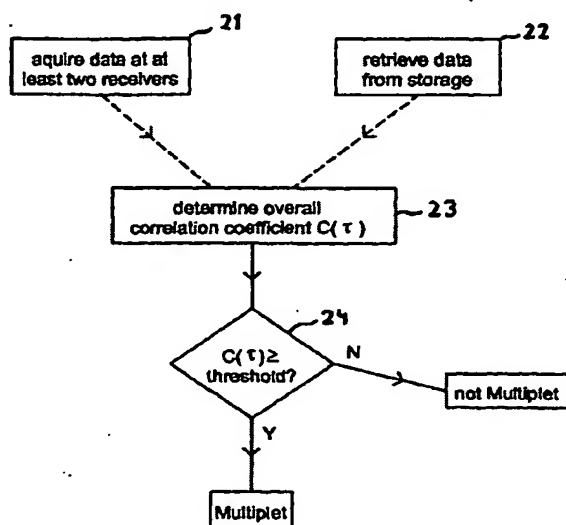 21
22
aquire data at at
least two receivers
retrieve data
from storage
determine overall
correlation coefficient C(τ)
23
24
C(τ)≥
threshold?
N
not Multiplet
Y
Multiplet